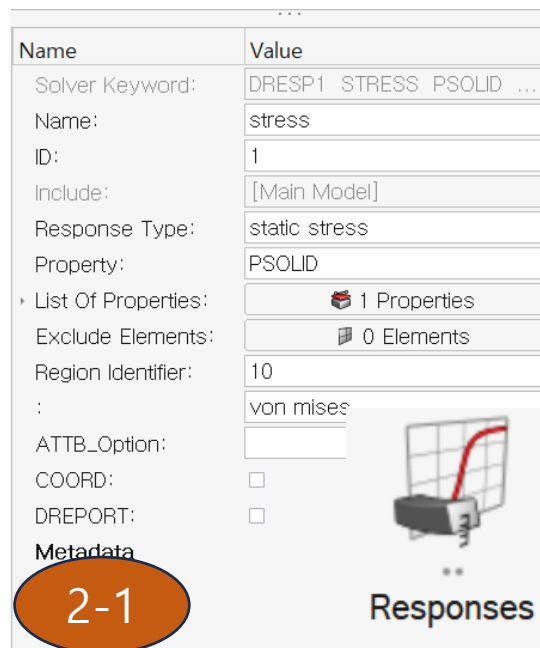 ...
Name Value
Solver Keyword: DRESP1 STRESS PSOLID ...
Name: stress
ID: 1
Include: [Main Model]
Response Type: static stress
Property: PSOLID
List Of Properties: 1 Properties
Exclude Elements: 0 Elements
Region Identifier: 10
: von mises
ATTB_Option:
COORD:
DREPORT:
Metadata
2-1
Responses